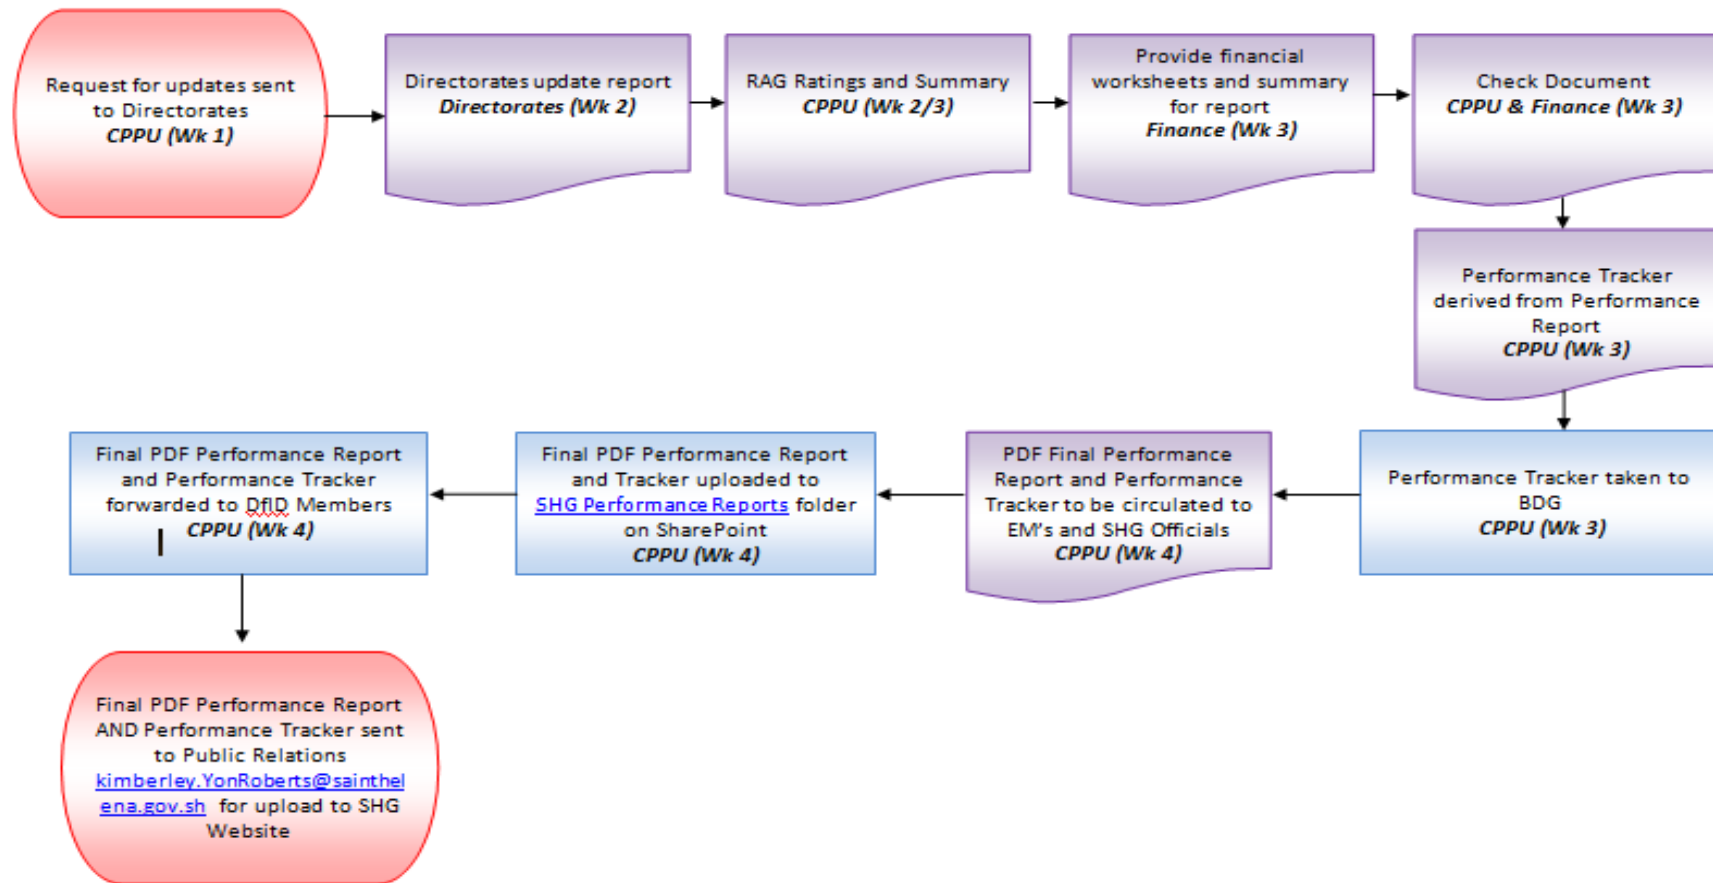 Request for updates sent
to Directorates
CPPU (Wk 1)
Directorates update report
Directorates (Wk 2)
RAG Ratings and Summary
CPPU (Wk 2/3)
Provide financial
worksheets and summary
for report
Finance (Wk 3)
Check Document
CPPU & Finance (Wk 3)
Performance Tracker
derived from Performance
Report
CPPU (Wk 3)
Performance Tracker taken to
BDG
CPPU (Wk 3)
PDF Final Performance
Report and Performance
Tracker to be circulated to
EM's and SHG Officials
CPPU (Wk 4)
Final PDF Performance Report
and Tracker uploaded to
SHG Performance Reports folder
on SharePoint
CPPU (Wk 4)
Final PDF Performance Report
and Performance Tracker
forwarded to DfID Members
CPPU (Wk 4)
Final PDF Performance Report
AND Performance Tracker sent
to Public Relations
kimberley.YonRoberts@sainthel
ena.gov.sh for upload to SHG
Website